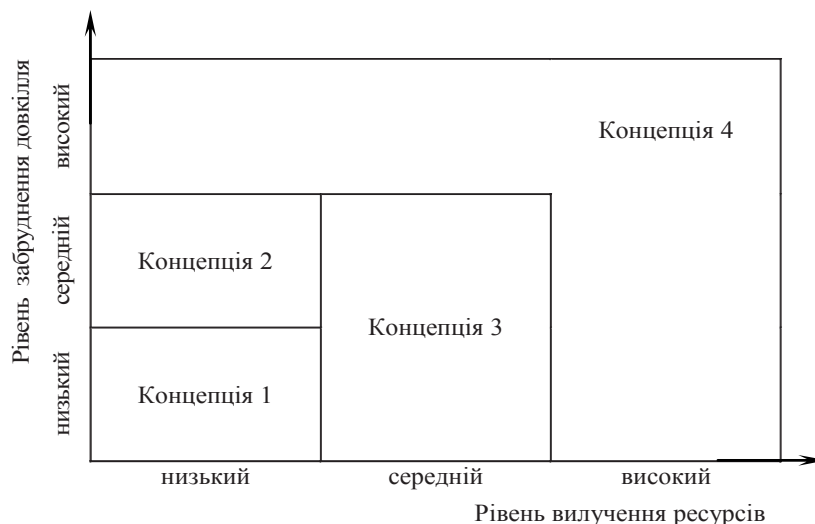 Рівень забруднення довкілля
високий
середній
низький
Концепція 4
Концепція 2
Концепція 3
Концепція 1
низький
середній
високий
Рівень вилучення ресурсів